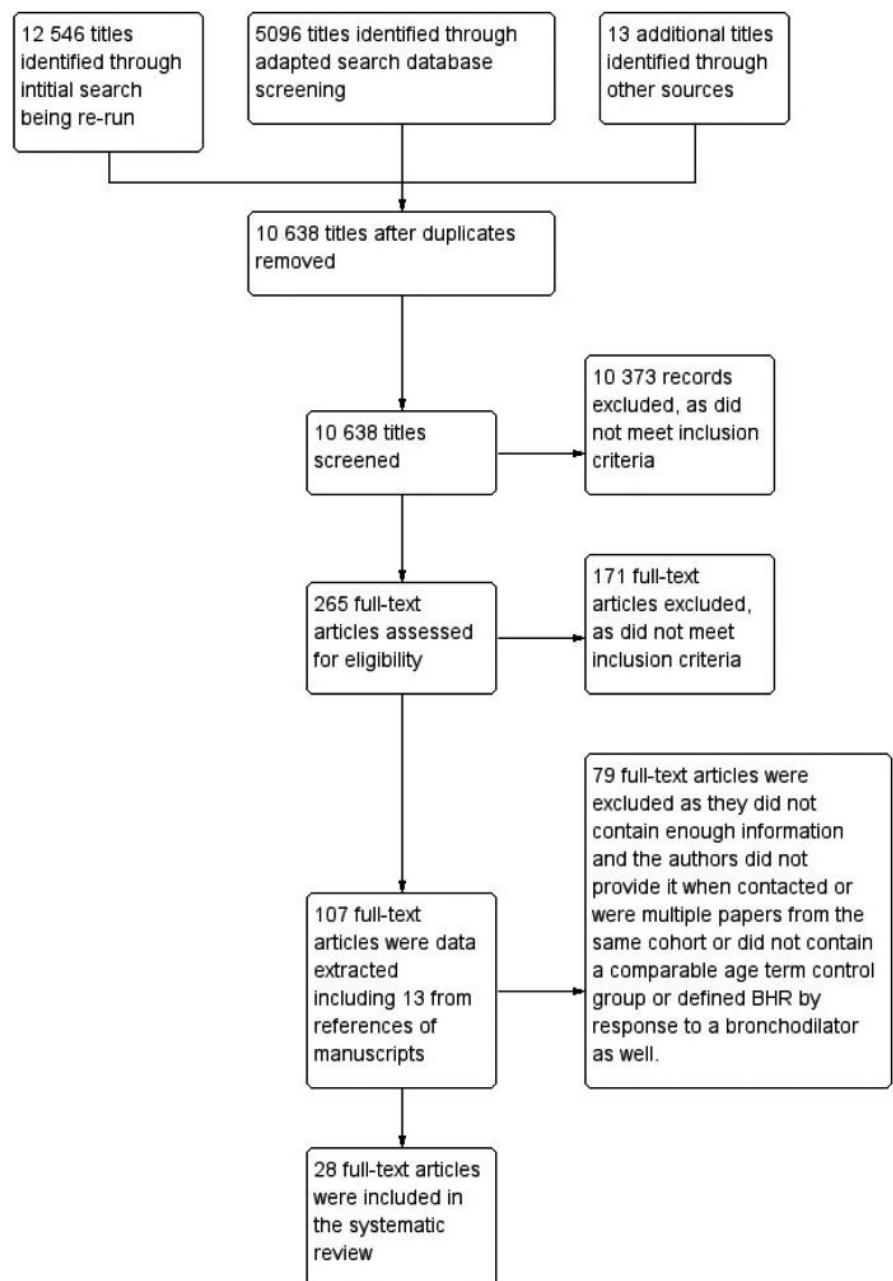 12 546 titles
identified through
intitial search
being re-run
5096 titles identified through
adapted search database
screening
13 additional titles
identified through
other sources
10 638 titles after duplicates
removed
10 638 titles
screened
10 373 records
excluded, as did
not meet inclusion
criteria
265 full-text
articles assessed
for eligibility
171 full-text
articles excluded,
as did not meet
inclusion criteria
107 full-text
articles were data
extracted
including 13 from
references of
manuscripts
79 full-text articles were
excluded as they did not
contain enough information
and the authors did not
provide it when contacted or
were multiple papers from the
same cohort or did not contain
a comparable age term control
group or defined BHR by
response to a bronchodilator
as well.
28 full-text articles
were included in
the systematic
review